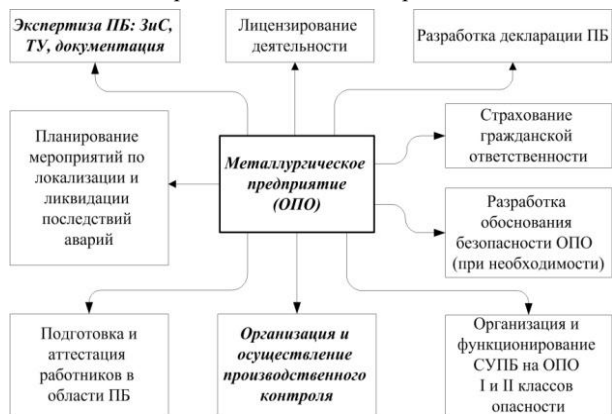 Экспертиза ПБ: ЗиС,
ТУ, документация
Лицензирование
деятельности
Разработка декларации ПБ
Планирование
мероприятий по
локализации и
ликвидации
последствий
аварий
Металлургическое
предприятие
(ОПО)
Страхование
гражданской
ответственности
Разработка
обоснования
безопасности ОПО
(при необходимости)
Подготовка и
аттестация
работников в
области ПБ
Организация и
осуществление
производственного
контроля
Организация и
функционирование
СУПБ на ОПО
I и II классов
опасности